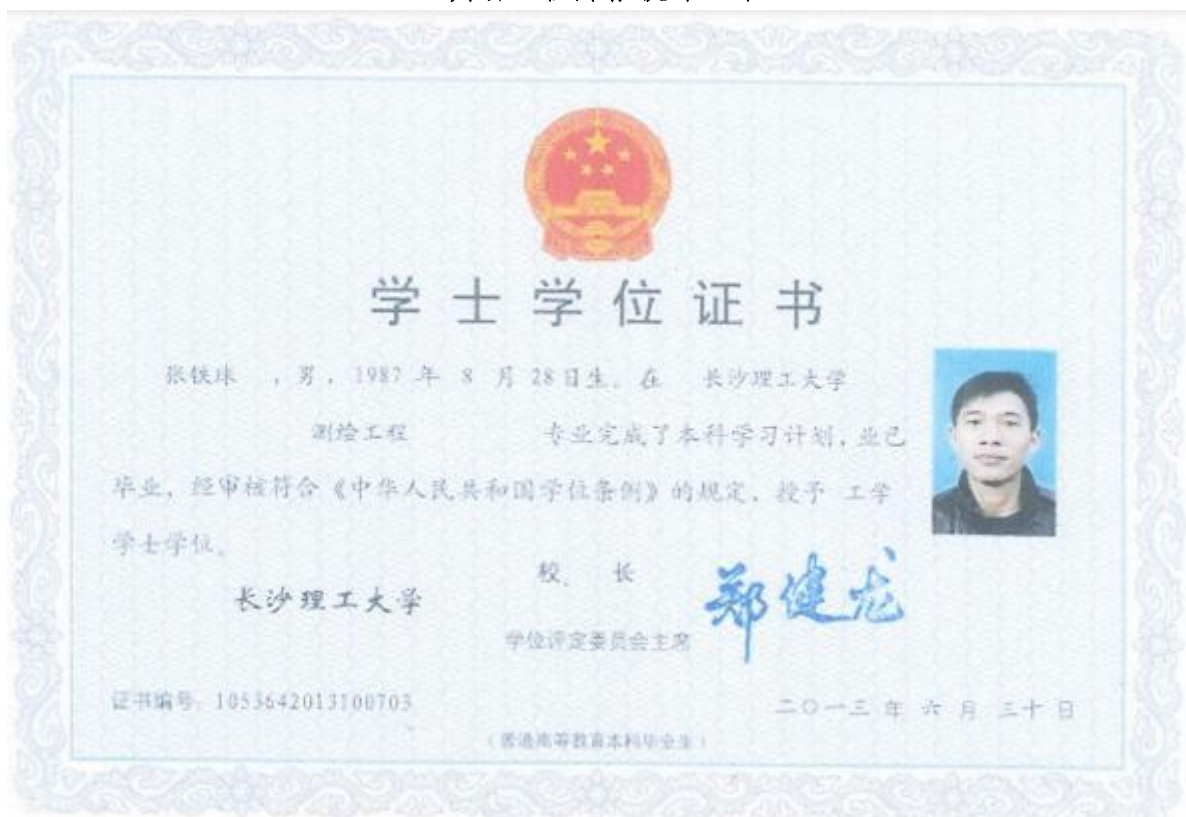 学士学位证书
张铁球 ，男，1987 年 8 月 28日生。在 长沙理工大学
测绘工程 专业完成了本科学习计划，业已
毕业，经审核符合《中华人民共和国学位条例》的规定，授予 工学
学士学位。
校 长
郑健龙
长沙理工大学
学位评定委员会主席
证书编号 1053642013100703
二〇一三 年 六 月 三十 日
（普通高等教育本科毕业生）